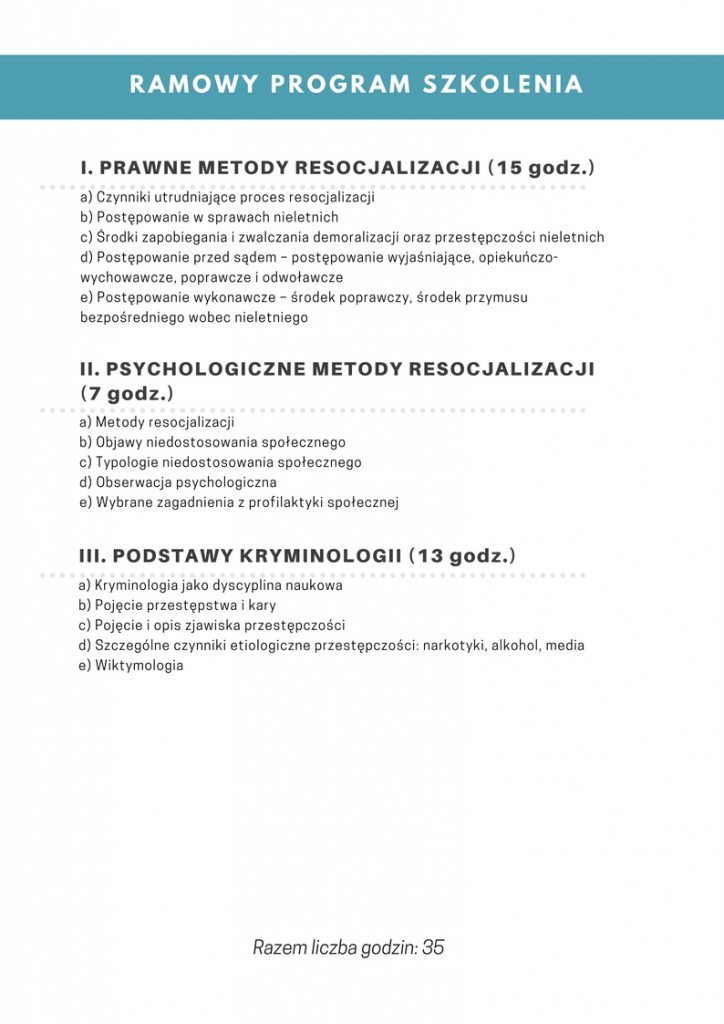 RAMOWY PROGRAM SZKOLENIA
I. PRAWNE METODY RESOCJALIZACJI (15 godz.)
a) Czynniki utrudniające proces resocjalizacji
b) Postępowanie w sprawach nieletnich
c) Środki zapobiegania i zwalczania demoralizacji oraz przestępczości nieletnich
d) Postępowanie przed sądem – postępowanie wyjaśniające, opiekuńczo-
wychowawcze, poprawcze i odwoławcze
e) Postępowanie wykonawcze – środek poprawczy, środek przymusu
bezpośredniego wobec nieletniego
II. PSYCHOLOGICZNE METODY RESOCJALIZACJI
(7 godz.)
a) Metody resocjalizacji
b) Objawy niedostosowania społecznego
c) Typologie niedostosowania społecznego
d) Obserwacja psychologiczna
e) Wybrane zagadnienia z profilaktyki społecznej
III. PODSTAWY KRYMINOLOGII (13 godz.)
a) Kryminologia jako dyscyplina naukowa
b) Pojęcie przestępstwa i kary
c) Pojęcie i opis zjawiska przestępczości
d) Szczególne czynniki etiologiczne przestępczości: narkotyki, alkohol, media
e) Wiktymologia
Razem liczba godzin: 35